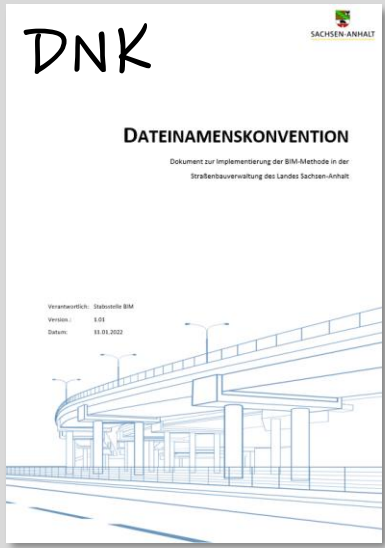 DNK
SACHSEN-ANHALT
DATEINAMENSKONVENTION
Dokument zur Implementierung der BIM-Methode in der
Straßenbauverwaltung des Landes Sachsen-Anhalt
Verantwortlich: Stabsstelle BIM
Version: 1.01
Datum: 31.01.2022